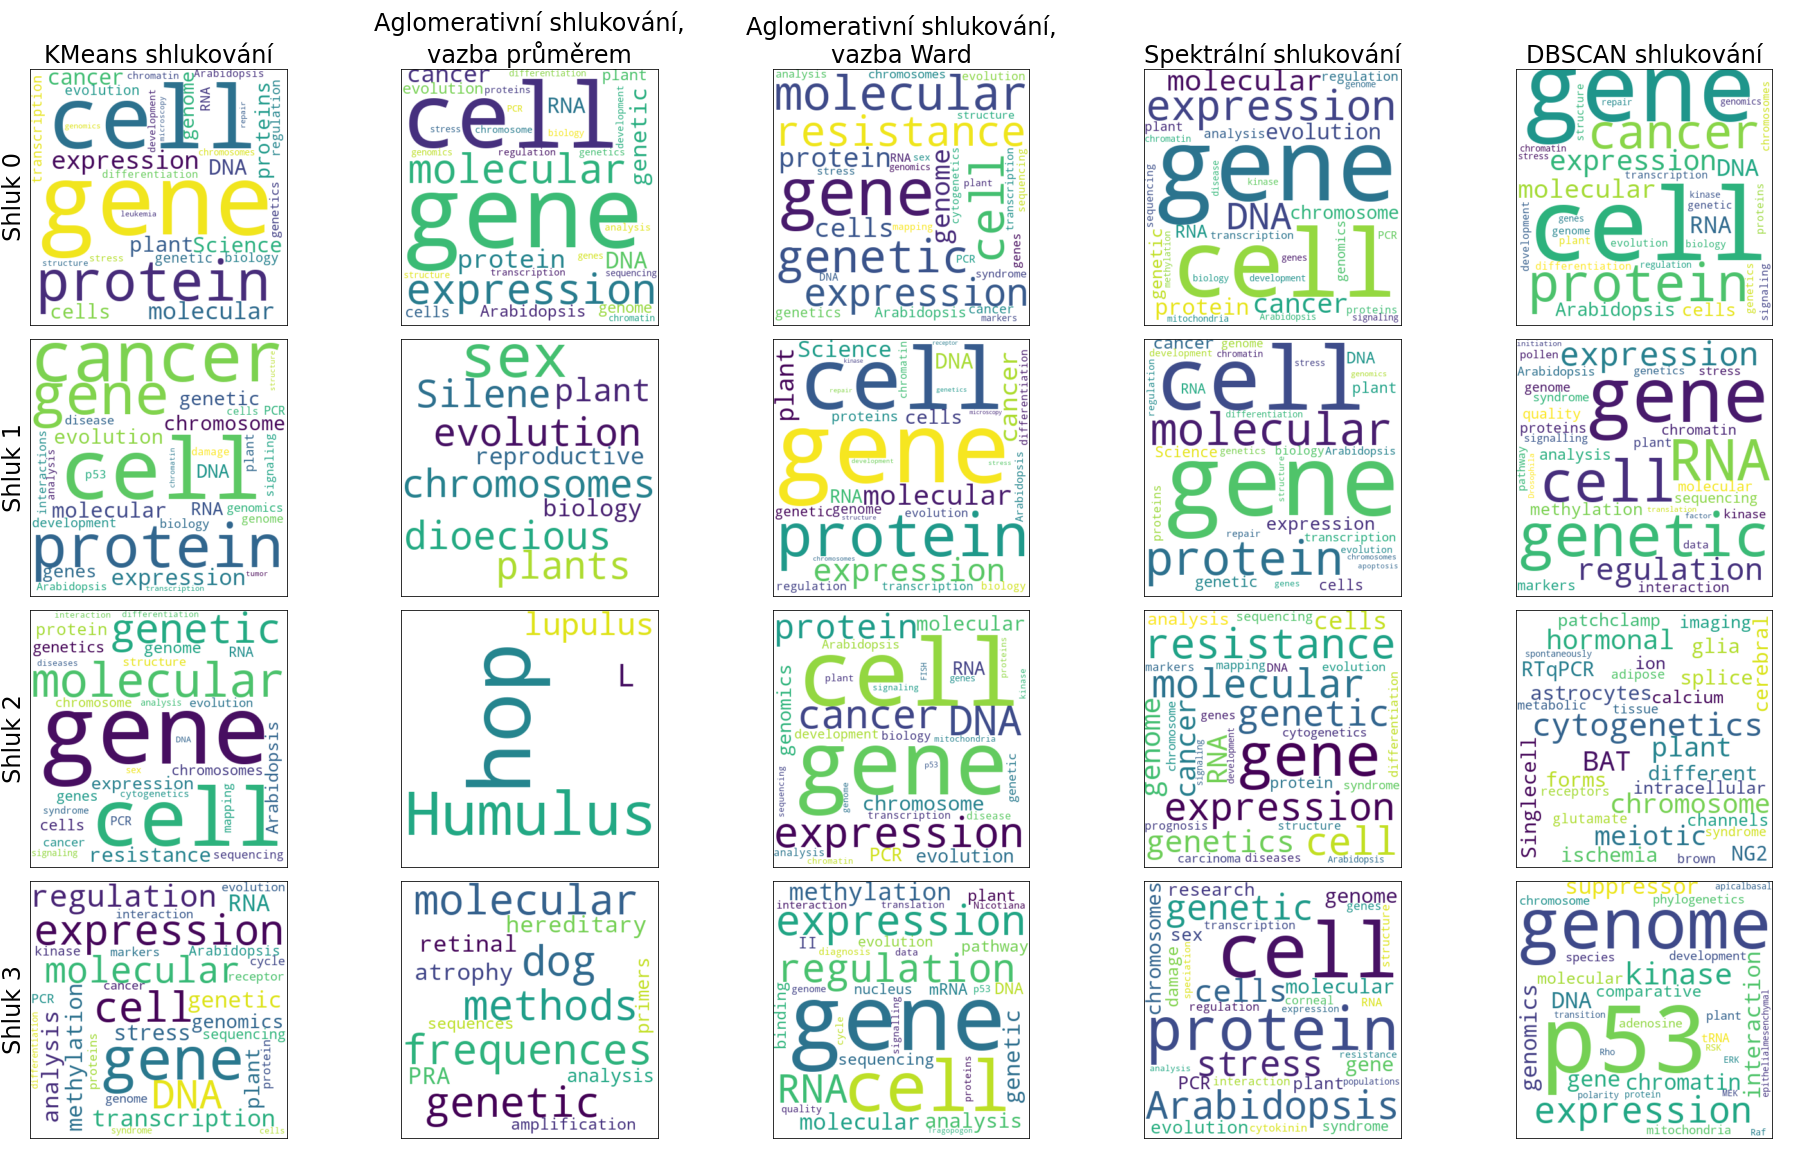 KMeans shlukování
Aglomerativní shlukování,
vazba průměrem
Aglomerativní shlukování,
vazba Ward
Spektrální shlukování
DBSCAN shlukování
Shluk 0
cancer chromatin Arabidopsis
evolution
transcription
cell
development
microscopy
genome
RNA
repair
proteins
regulation
genomics
chromosomes
expression DNA
differentiation
gene
leukemia
genetics
plant Science
structure stress genetic biology
protein
cells molecular
cancer differentiation plant
evolution proteins
cell
PCR RNA
stress chromosome biology
development
genetic
genomics regulation genetics
molecular
gene
analysis
protein genes DNA
structure transcription sequencing
expression
cells Arabidopsis genome
chromatin
analysis chromosomes evolution
molecular
structure
resistance
protein RNA sex
stress genomics
genome
cytogenetics
plant
cell
transcription
sequencing
gene
cells mapping
genes
genetic PCR
DNA syndrome
expression
genetics Arabidopsis cancer
markers
molecular regulation
genome
expression
plant analysis evolution
chromatin
sequencing
gene
disease
kinase
DNA chromosome
RNA transcription PCR
genetic
methylation
cell
genes
genomics
biology development
protein cancer proteins
mitochondria Arabidopsis signaling
gene
structure
repair genomics
chromosomes
cancer
chromatin
stress expression DNA
transcription
molecular kinase
genetic
proteins
development
cell
genes
genome
plant
RNA
evolution biology
differentiation regulation
protein
genetics
signaling
Arabidopsis cells
Shluk 1
cancer
structure
gene genetic
cells PCR
disease chromosome
evolution
interactions
analysis
cell
p53
chromatin
damage
DNA
plant
signaling
molecular RNA genomics
development biology genome
protein
genes expression tumor
Arabidopsis transcription
sex
Silene plant
evolution
reproductive
chromosomes
biology
dioecious
plants
plant
Science
kinase
chromatin
receptor
DNA
cell
repair genetics
cancer
differentiation
proteins cells microscopy
gene
development stress
RNA molecular
genetic genome
structure evolution
Arabidopsis
protein
chromosomes
expression
regulation transcription biology
cancer genome
development chromatin stress DNA
regulation
cell
RNA
genomics
plant
differentiation
molecular
Science genetics biology Arabidopsis
proteins
gene
structure
expression
repair transcription
protein evolution
chromosomes
apoptosis
genetic genes cells
initiation
pollen expression
Arabidopsis genetics stress
genome
syndrome
gene
quality
proteins
signalling chromatin
plant
analysis
pathway
Drosophila
cell
RNA
molecular
sequencing
methylation translation
factor kinase
genetic
data
regulation
markers interaction
Shluk 2
interaction differentiation
protein genetic
genetics genome RNA
diseases structure
molecular
chromosome analysis evolution
gene
DNA
sex chromosomes
Arabidopsis
expression
genes cytogenetics
syndrome
cell
PCR
mapping
cells
cancer
signaling resistance sequencing
lupulus
L
hop
Humulus
protein molecular
Arabidopsis
genomics
cell
plant
signaling
FISH
RNA
genes
proteins
kinase
cancer DNA
development biology mitochondria
sequencing
gene
p53
genome
genetic
chromosome
transcription disease
expression
analysis
chromatin PCR evolution
analysis sequencing cells
resistance
markers mapping DNA evolution
molecular
genome
chromosome
cancer
signaling
genes
RNA
development
genetic
cytogenetics
gene
differentiation
protein syndrome
expression
prognosis structure
genetics cell
carcinoma diseases Arabidopsis
patchclamp imaging
hormonal glia
cerebral
spontaneously
RTqPCR ion
adipose splice
astrocytes calcium
metabolic tissue
cytogenetics
plant
BAT
Singlecell
different
forms intracellular
receptors
chromosome
glutamate channels
meiotic syndrome
ischemia brown NG2
Shluk 3
regulation evolution
RNA
interaction
expression
kinase markers Arabidopsis
molecular cycle
receptor
cancer
PCR cell genetic
differentiation
analysis
methylation
stress genomics
sequencing
proteins
gene
plant
protein
genome DNA
transcription
syndrome cells
molecular
hereditary
retinal
atrophy dog
primers
methods
sequences
frequences
PRA analysis
genetic
amplification
methylation plant
interaction translation Nicotiana
expression
II evolution
diagnosis data pathway
regulation
genome nucleus mRNA p53 DNA
binding
gene
cycle
signalling
genetic
sequencing
RNA cell
proteins
quality
molecular analysis
Tragopogon
chromosomes
research genome
genetic genes
transcription
sex
structure
damage
speciation
cell
cells molecular
corneal
regulation expression RNA
protein
stress resistance
analysis gene
PCR interaction plant populations
Arabidopsis
evolution cytokinin syndrome
suppressor apicalbasal
chromosome phylogenetics
genome
species development
molecular kinase
comparative
genomics
DNA
transition adenosine plant
p53
Rho
tRNA
RSK
ERK
interaction
epithelialmesenchymal
gene chromatin
polarity protein MEK
expression
mitochondria Raf